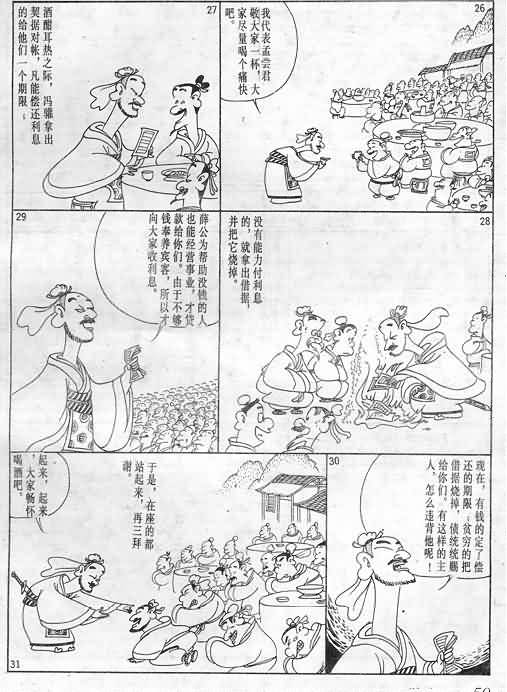 26
我代表孟尝君
敬大家一杯，大
家尽量喝个痛快
吧。
27
酒酣耳热之际，冯驩拿出
契据对帐，凡能偿还利息
的给他们一个期限；
28
没有能力付利息
的，就拿出借据，
并把它烧掉。
29
薛公为帮助没钱的人
也能经营事业，才贷
款给你们。由于不够
钱奉养宾客，所以才
向大家收利息。
30
现在，有钱的定了偿
还的期限；贫穷的把
借据烧掉，债统统赐
给你们。有这样的主
人，怎么违背他呢！
31
于是，在座的都
站起来，再三拜
谢。
起来，起来
，大家畅怀
喝酒吧。